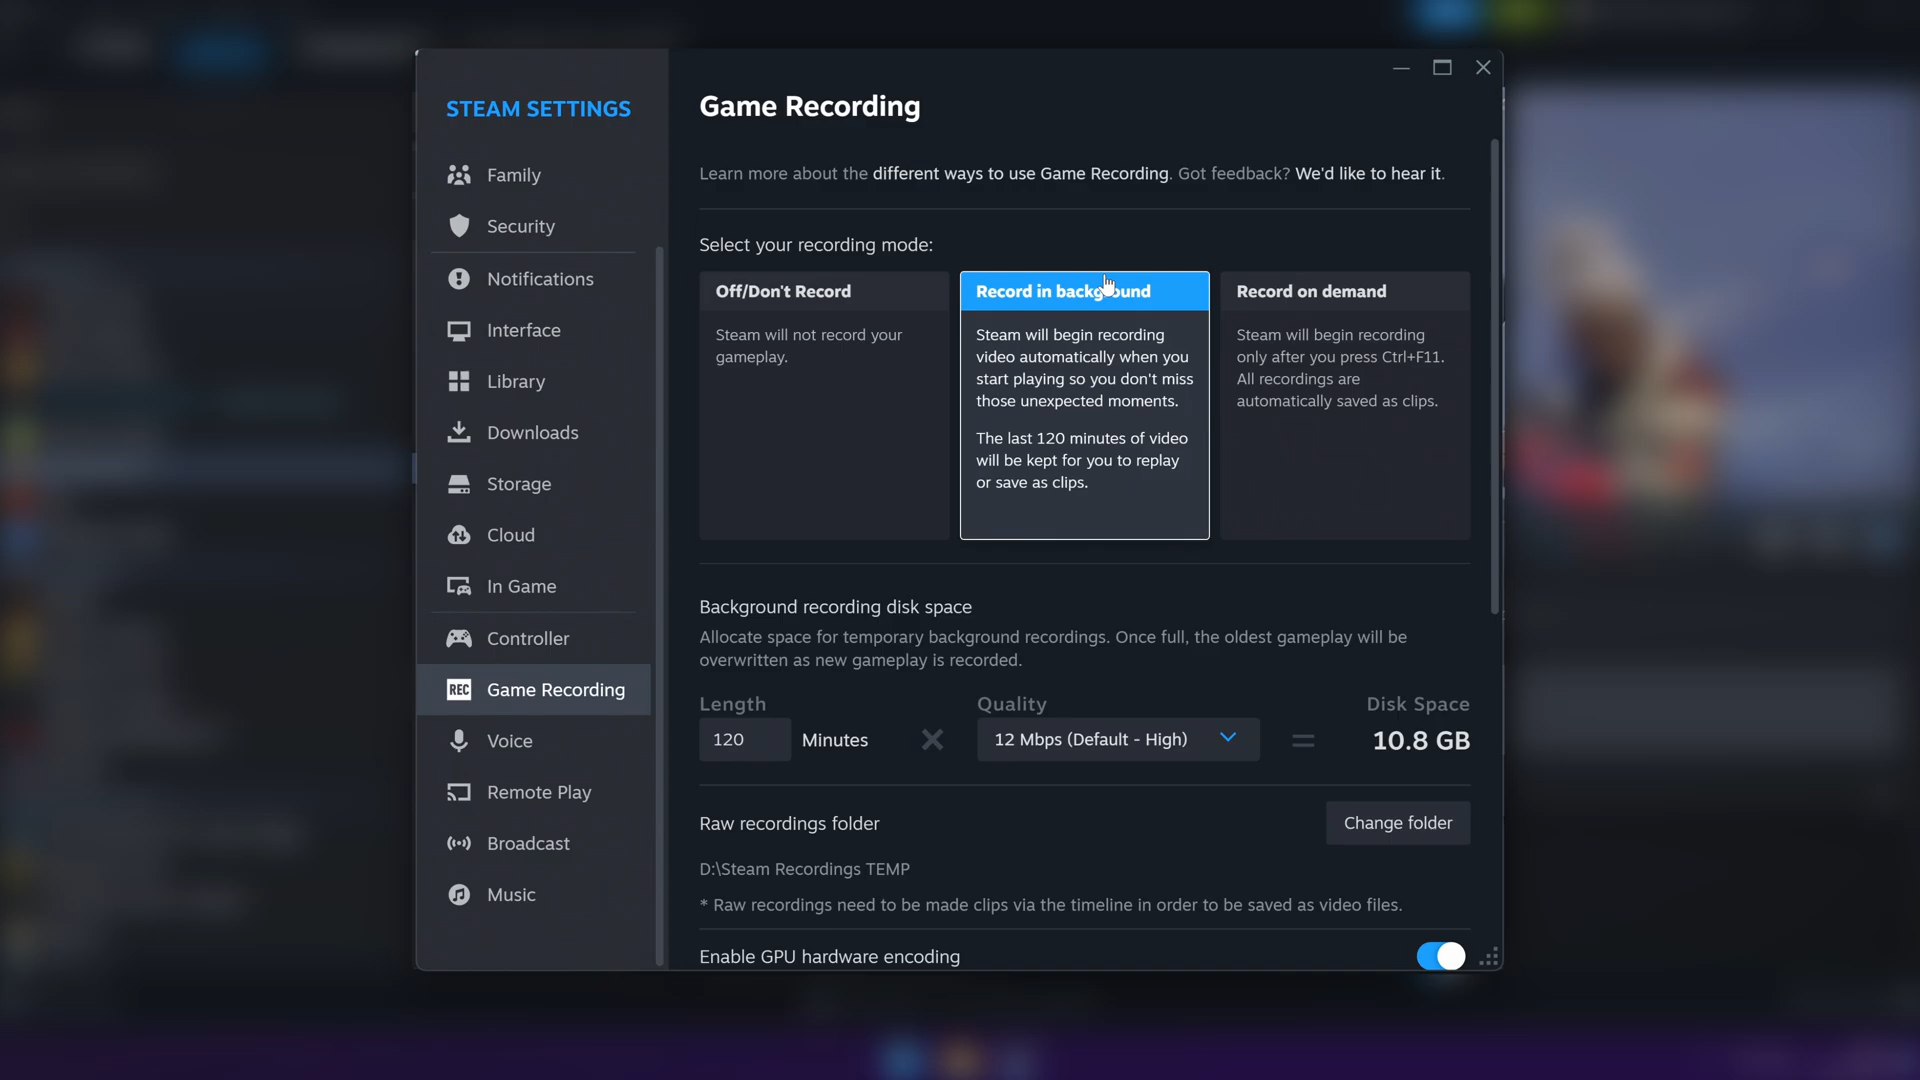 STEAM SETTINGS
Family
Security
Notifications
Interface
Library
Downloads
Storage
Cloud
In Game
Controller
REC Game Recording
Voice
Remote Play
Broadcast
Music
Game Recording
Learn more about the different ways to use Game Recording. Got feedback? We'd like to hear it.
Select your recording mode:
Off/Don't Record
Steam will not record your
gameplay.
Record in background
Steam will begin recording
video automatically when you
start playing so you don't miss
those unexpected moments.
The last 120 minutes of video
will be kept for you to replay
or save as clips.
Record on demand
Steam will begin recording
only after you press Ctrl+F11.
All recordings are
automatically saved as clips.
Background recording disk space
Allocate space for temporary background recordings. Once full, the oldest gameplay will be
overwritten as new gameplay is recorded.
Length
120 Minutes
Quality
12 Mbps (Default - High)
=
Disk Space
10.8 GB
Raw recordings folder
Change folder
D:\Steam Recordings TEMP
* Raw recordings need to be made clips via the timeline in order to be saved as video files.
Enable GPU hardware encoding